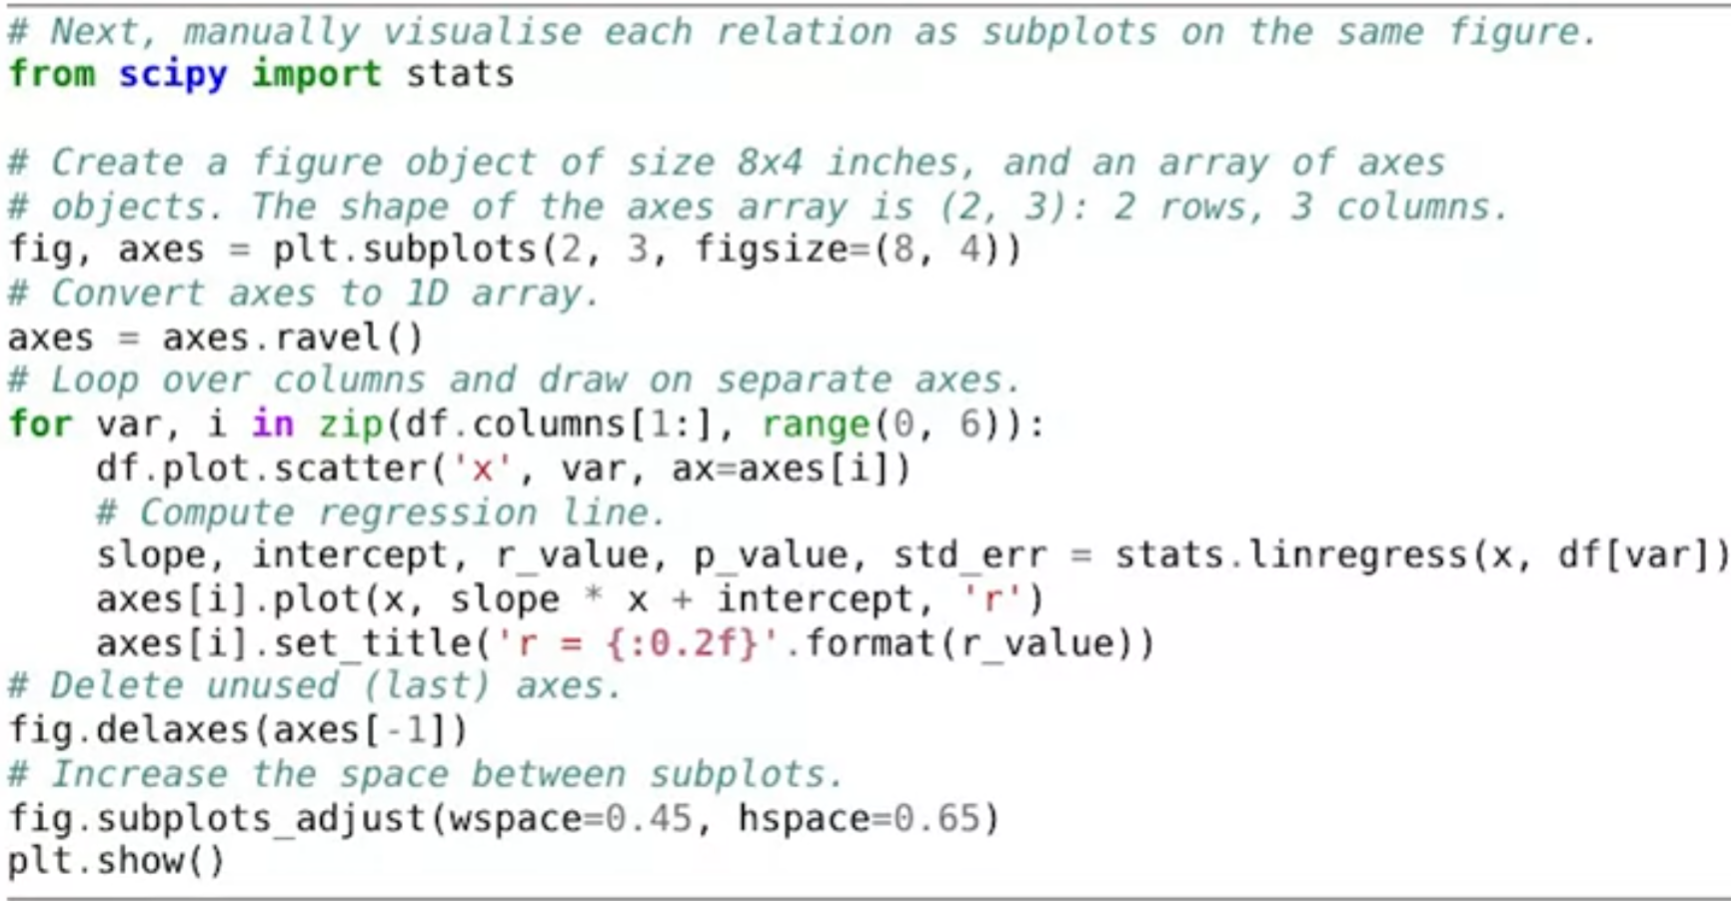 # Next, manually visualise each relation as subplots on the same figure.
from scipy import stats

# Create a figure object of size 8x4 inches, and an array of axes
# objects. The shape of the axes array is (2, 3): 2 rows, 3 columns.
fig, axes = plt.subplots(2, 3, figsize=(8, 4))
# Convert axes to 1D array.
axes = axes.ravel()
# Loop over columns and draw on separate axes.
for var, i in zip(df.columns[1:], range(0, 6)):
    df.plot.scatter('x', var, ax=axes[i])
    # Compute regression line.
    slope, intercept, r_value, p_value, std_err = stats.linregress(x, df[var])
    axes[i].plot(x, slope * x + intercept, 'r')
    axes[i].set_title('r = {:0.2f}'.format(r_value))
# Delete unused (last) axes.
fig.delaxes(axes[-1])
# Increase the space between subplots.
fig.subplots_adjust(wspace=0.45, hspace=0.65)
plt.show()